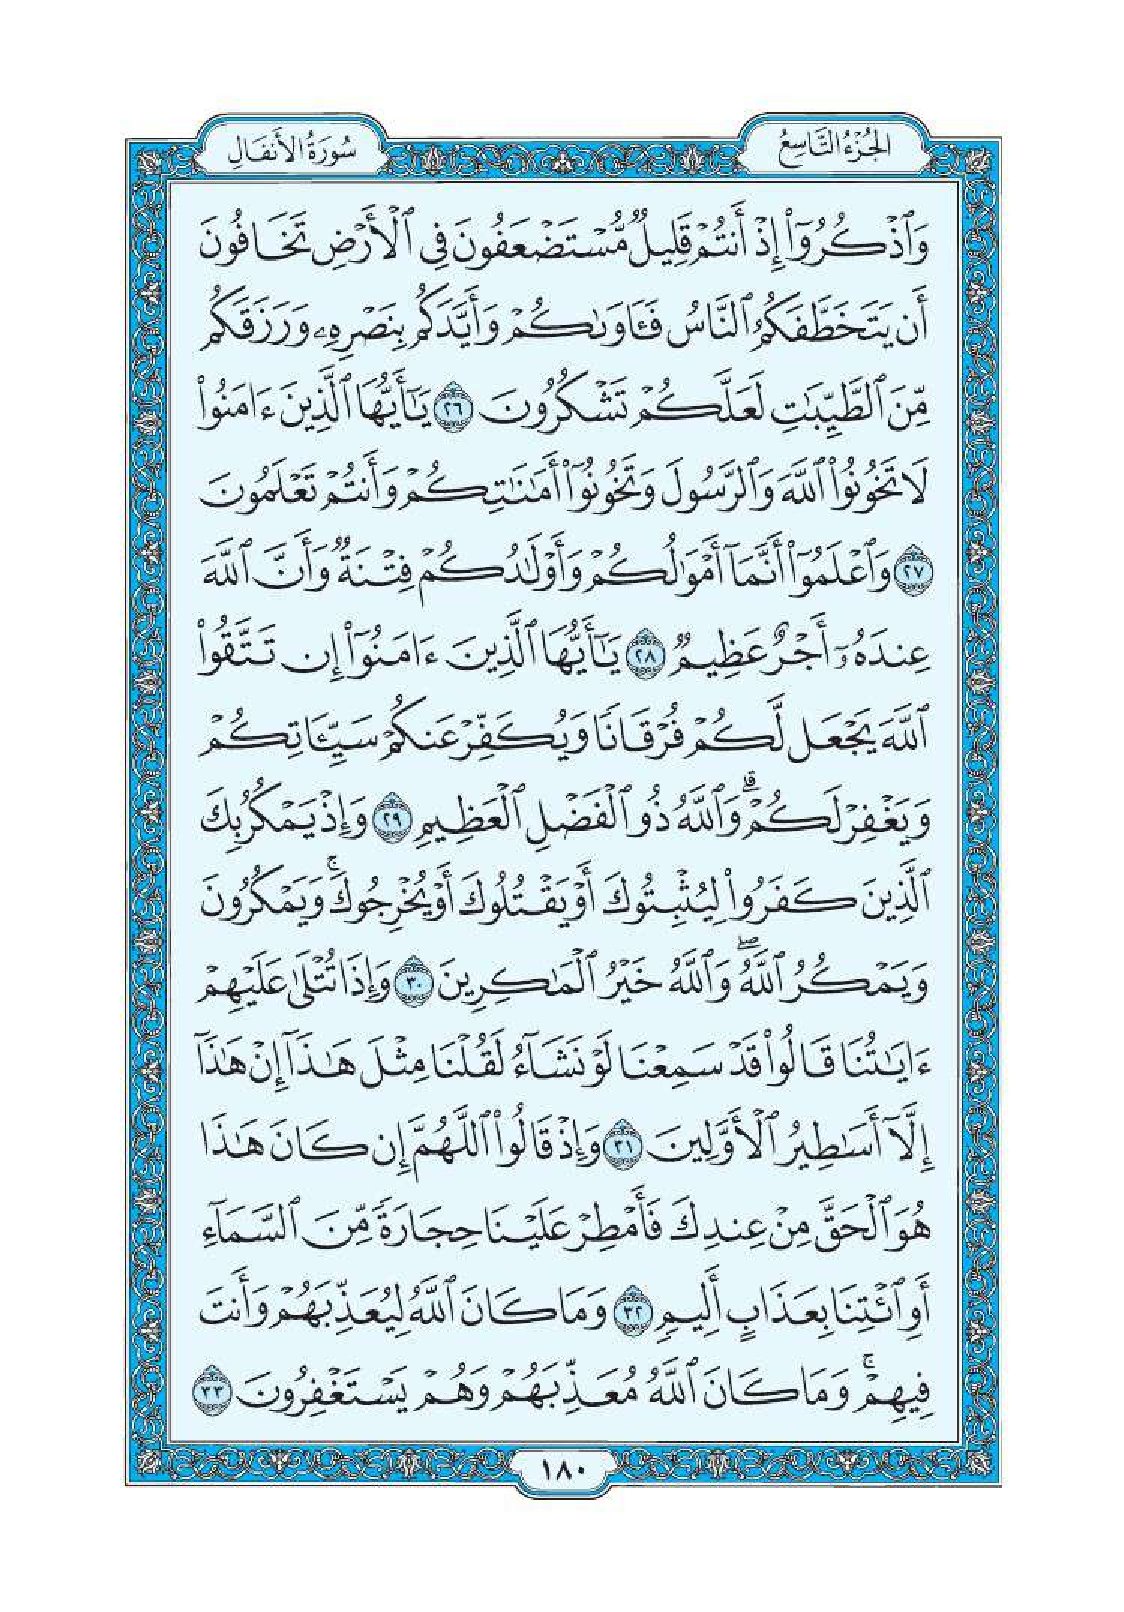 الجُزْءُ التَّاسِعُ
سُورَةُ الأَنفَالِ
وَٱذۡكُرُوٓاْ إِذۡ أَنتُمۡ قَلِيلٞ مُّسۡتَضۡعَفُونَ فِي ٱلۡأَرۡضِ تَخَافُونَ
أَن يَتَخَطَّفَكُمُ ٱلنَّاسُ فَـَٔاوَىٰكُمۡ وَأَيَّدَكُم بِنَصۡرِهِۦ وَرَزَقَكُم
مِّنَ ٱلطَّيِّبَٰتِ لَعَلَّكُمۡ تَشۡكُرُونَ ٢٦ يَٰٓأَيُّهَا ٱلَّذِينَ ءَامَنُواْ
لَا تَخُونُواْ ٱللَّهَ وَٱلرَّسُولَ وَتَخُونُوٓاْ أَمَٰنَٰتِكُمۡ وَأَنتُمۡ تَعۡلَمُونَ
٢٧ وَٱعۡلَمُوٓاْ أَنَّمَآ أَمۡوَٰلُكُمۡ وَأَوۡلَٰدُكُمۡ فِتۡنَةٞ وَأَنَّ ٱللَّهَ
عِندَهُۥٓ أَجۡرٌ عَظِيمٞ ٢٨ يَٰٓأَيُّهَا ٱلَّذِينَ ءَامَنُوٓاْ إِن تَتَّقُواْ
ٱللَّهَ يَجۡعَل لَّكُمۡ فُرۡقَانٗا وَيُكَفِّرۡ عَنكُمۡ سَيِّـَٔاتِكُمۡ
وَيَغۡفِرۡ لَكُمۡۗ وَٱللَّهُ ذُو ٱلۡفَضۡلِ ٱلۡعَظِيمِ ٢٩ وَإِذۡ يَمۡكُرُ بِكَ
ٱلَّذِينَ كَفَرُواْ لِيُثۡبِتُوكَ أَوۡ يَقۡتُلُوكَ أَوۡ يُخۡرِجُوكَۚ وَيَمۡكُرُونَ
وَيَمۡكُرُ ٱللَّهُۖ وَٱللَّهُ خَيۡرُ ٱلۡمَٰكِرِينَ ٣٠ وَإِذَا تُتۡلَىٰ عَلَيۡهِمۡ
ءَايَٰتُنَا قَالُواْ قَدۡ سَمِعۡنَا لَوۡ نَشَآءُ لَقُلۡنَا مِثۡلَ هَٰذَآ إِنۡ هَٰذَآ
إِلَّآ أَسَٰطِيرُ ٱلۡأَوَّلِينَ ٣١ وَإِذۡ قَالُواْ ٱللَّهُمَّ إِن كَانَ هَٰذَا
هُوَ ٱلۡحَقَّ مِنۡ عِندِكَ فَأَمۡطِرۡ عَلَيۡنَا حِجَارَةٗ مِّنَ ٱلسَّمَآءِ
أَوِ ٱئۡتِنَا بِعَذَابٍ أَلِيمٖ ٣٢ وَمَا كَانَ ٱللَّهُ لِيُعَذِّبَهُمۡ وَأَنتَ
فِيهِمۡۚ وَمَا كَانَ ٱللَّهُ مُعَذِّبَهُمۡ وَهُمۡ يَسۡتَغۡفِرُونَ ٣٣
١٨٠